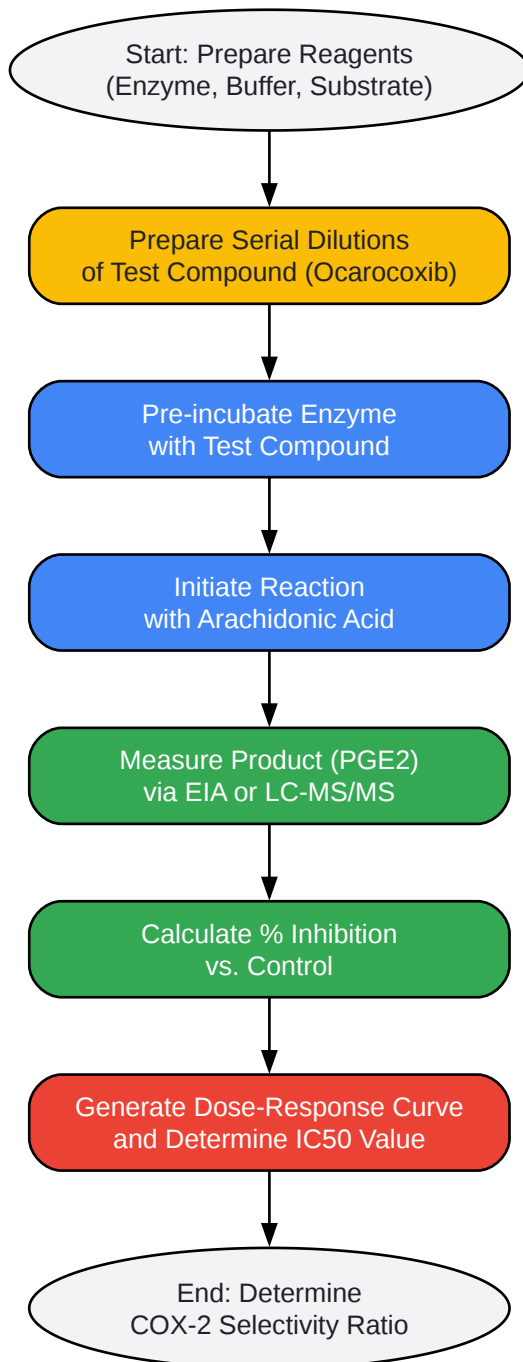 Start: Prepare Reagents
(Enzyme, Buffer, Substrate)
Prepare Serial Dilutions
of Test Compound (Ocarocoxib)
Pre-incubate Enzyme
with Test Compound
Initiate Reaction
with Arachidonic Acid
Measure Product (PGE2)
via EIA or LC-MS/MS
Calculate % Inhibition
vs. Control
Generate Dose-Response Curve
and Determine IC50 Value
End: Determine
COX-2 Selectivity Ratio